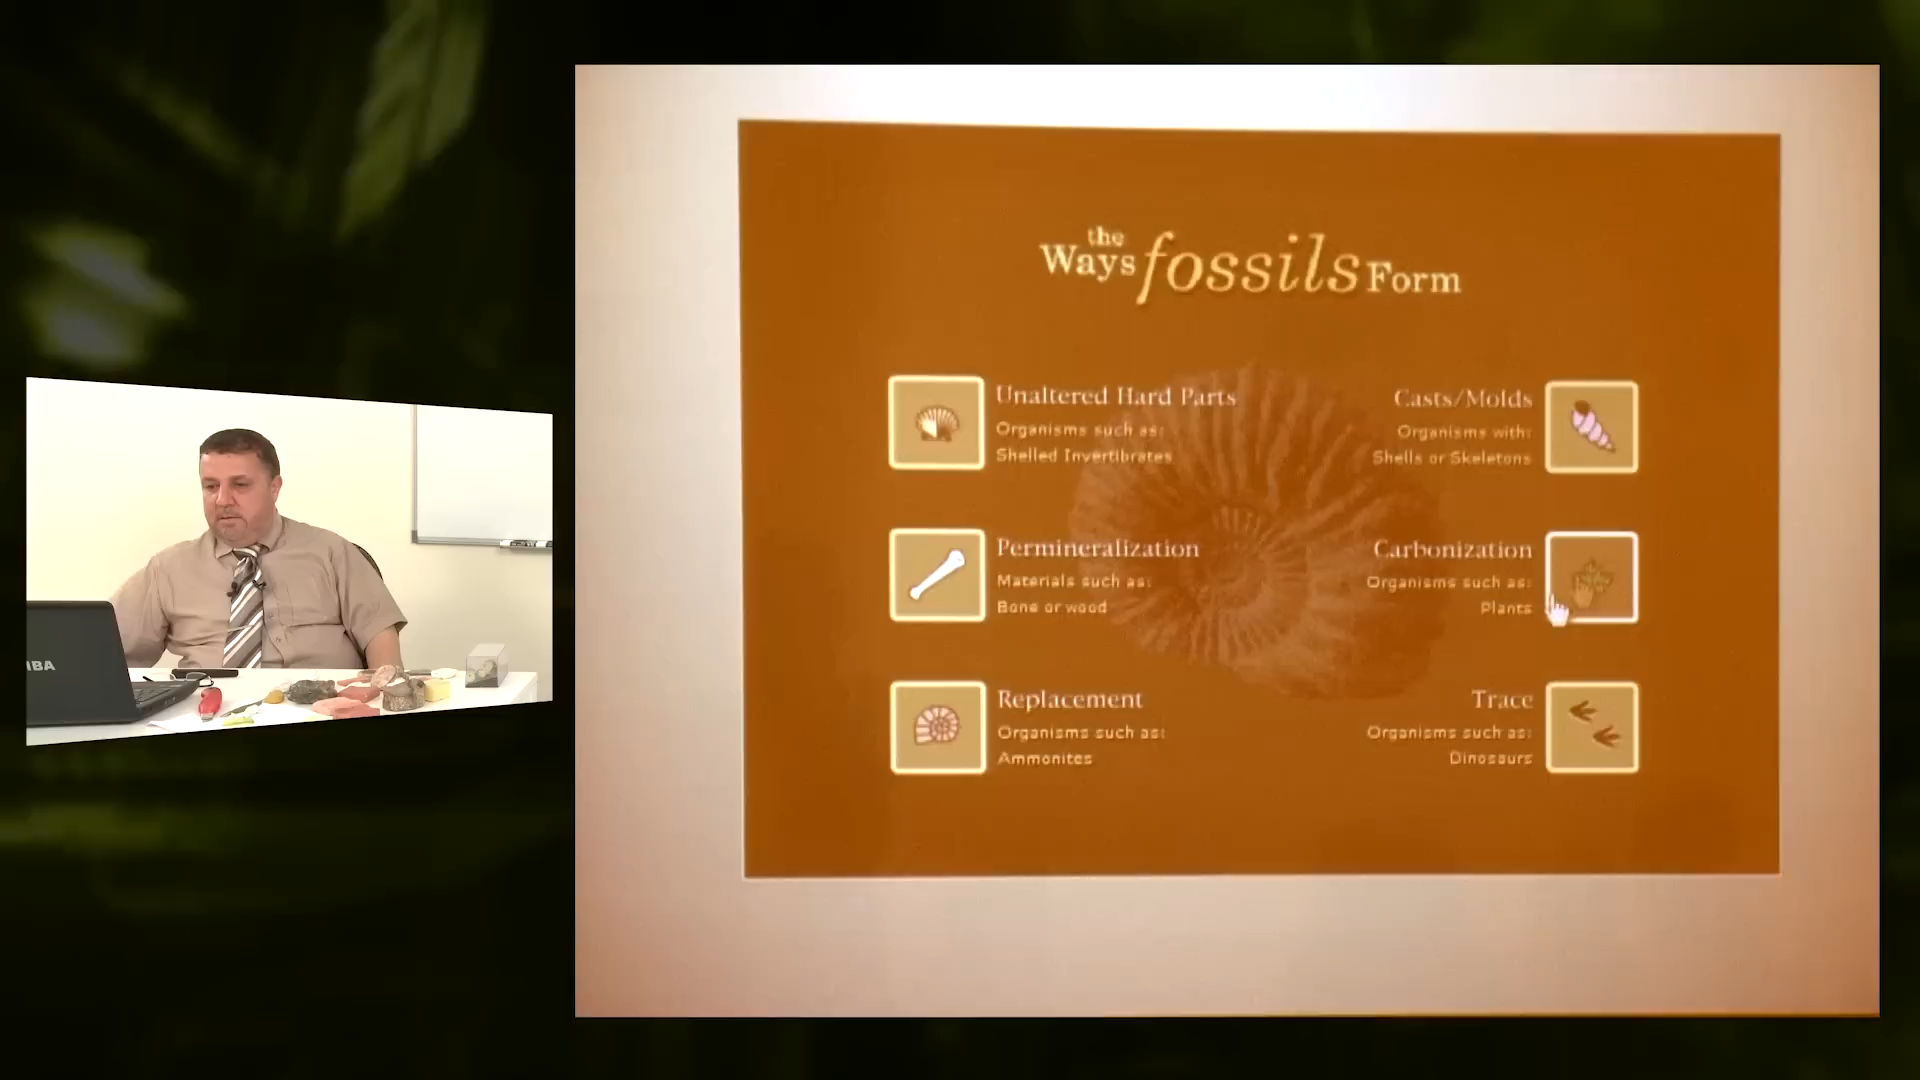 the
Ways fossils Form
Unaltered Hard Parts
Organisms such as:
Shelled Invertibrates
Permineralization
Materials such as:
Bone or wood
Replacement
Organisms such as:
Ammonites
Casts/Molds
Organisms with:
Shells or Skeletons
Carbonization
Organisms such as:
Plants
Trace
Organisms such as:
Dinosaurs
IBA